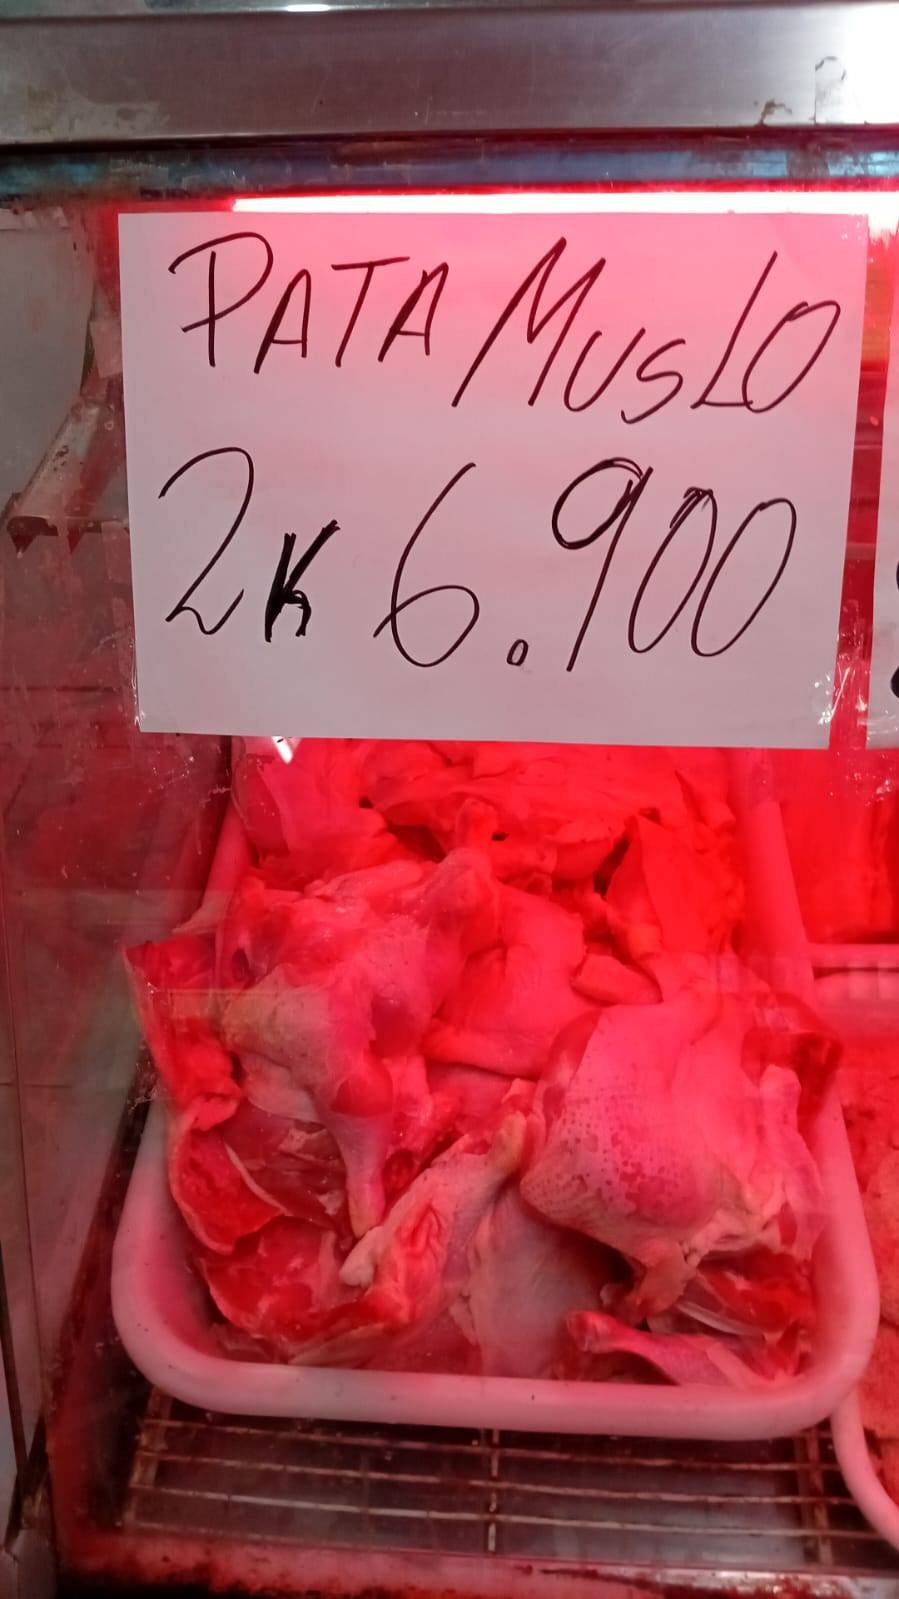 PATA MUSLO
2K 6.900